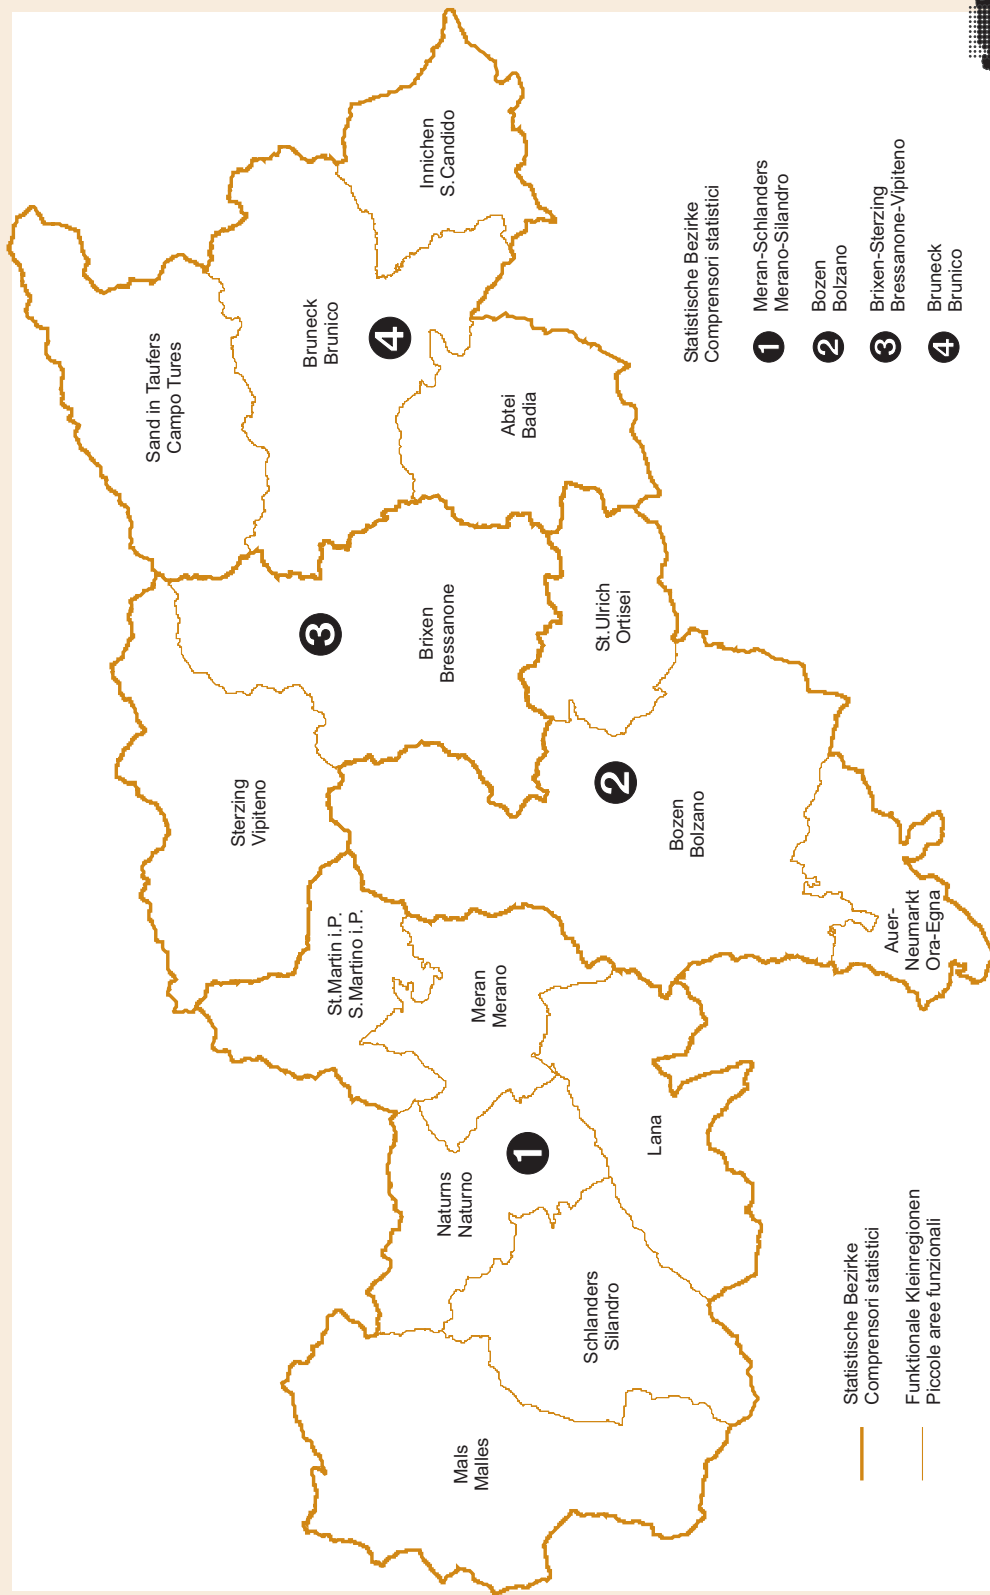 Mals
Malles
Schlanders
Silandro
Naturns
Naturno
Lana
St.Martin i.P.
S.Martino i.P.
Meran
Merano
Sterzing
Vipiteno
Bozen
Bolzano
Auer-
Neumarkt
Ora-Egna
Brixen
Bressanone
St.Ulrich
Ortisei
Sand in Taufers
Campo Tures
Bruneck
Brunico
Abtei
Badia
Innichen
S.Candido
1
2
3
4
Statistische Bezirke
Comprensori statistici
Funktionale Kleinregionen
Piccole aree funzionali
Statistische Bezirke
Comprensori statistici
1 Meran-Schlanders
Merano-Silandro
2 Bozen
Bolzano
3 Brixen-Sterzing
Bressanone-Vipiteno
4 Bruneck
Brunico